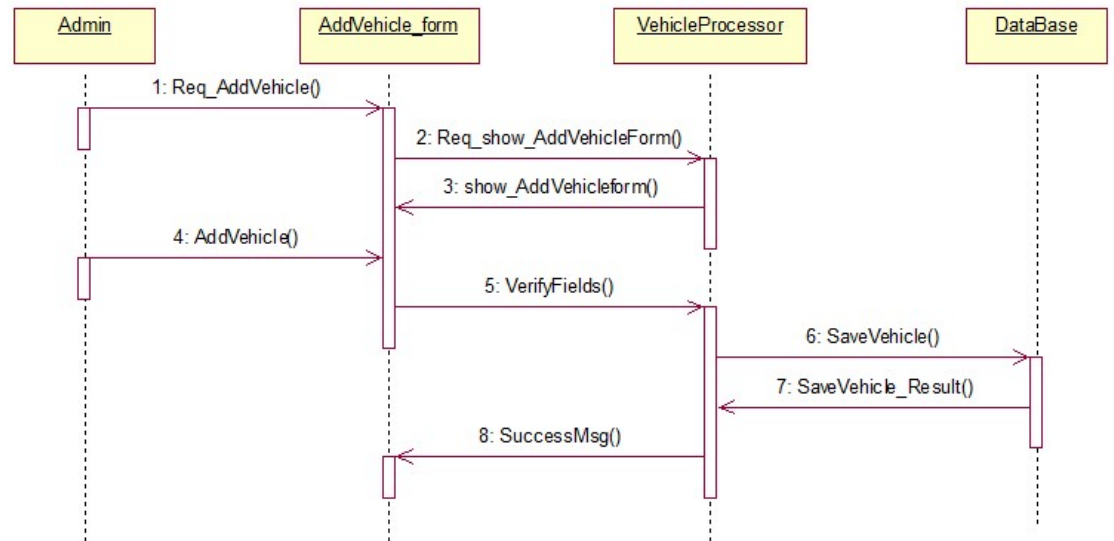 Admin
AddVehicle_form
VehicleProcessor
DataBase
1: Req_AddVehicle()
2: Req_show_AddVehicleForm()
3: show_AddVehicleform()
4: AddVehicle()
5: VerifyFields()
6: SaveVehicle()
7: SaveVehicle_Result()
8: SuccessMsg()